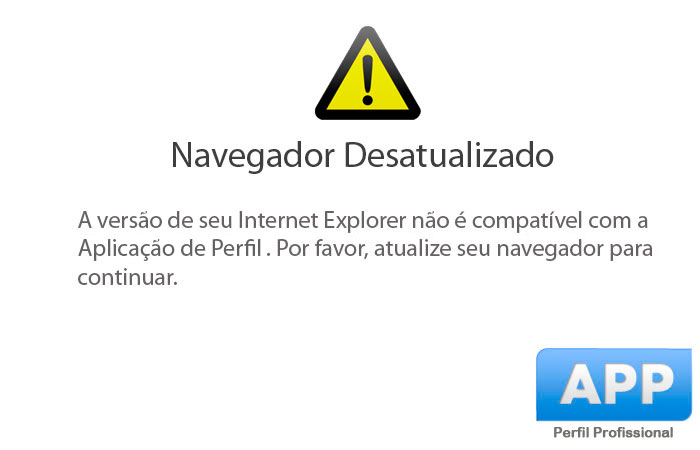 Navegador Desatualizado
A versão de seu Internet Explorer não é compatível com a
Aplicação de Perfil . Por favor, atualize seu navegador para
continuar.
APP
Perfil Profissional